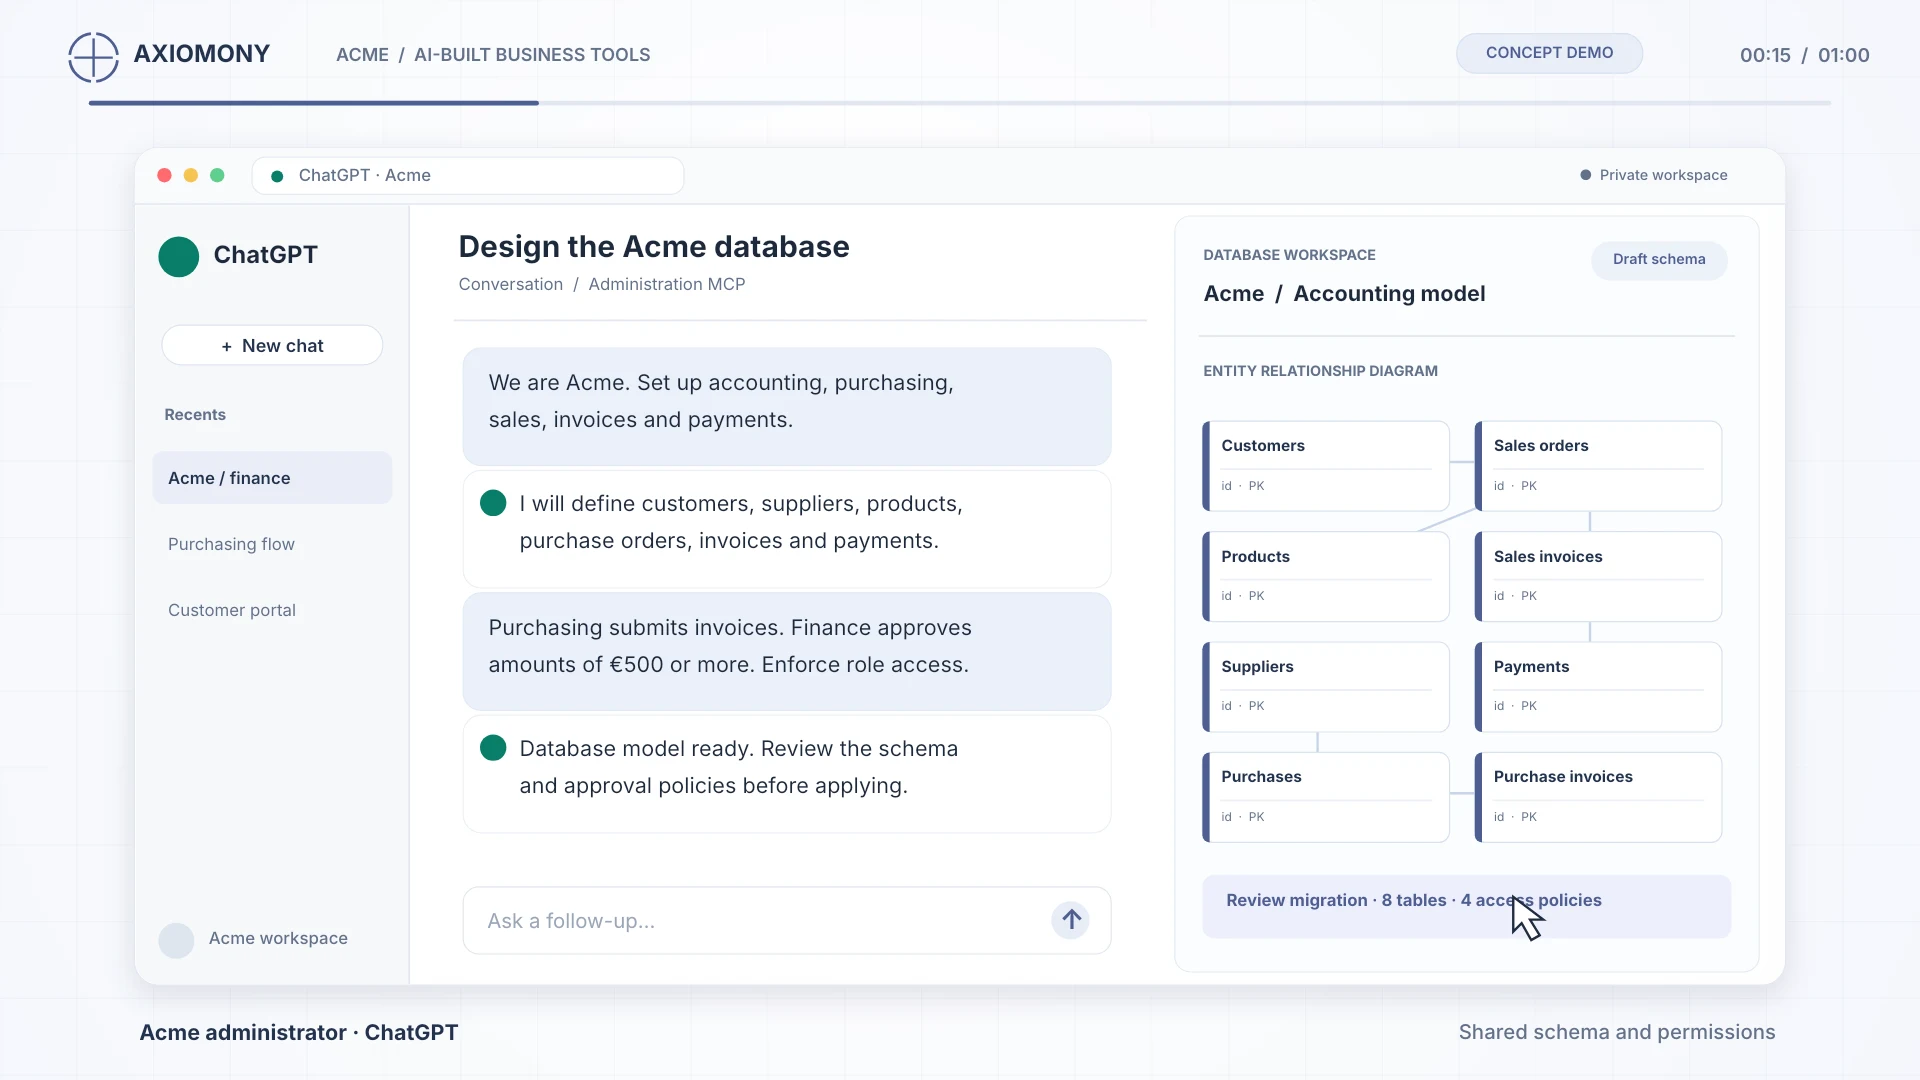 AXIOMONY
ACME / AI-BUILT BUSINESS TOOLS
CONCEPT DEMO
00:15 / 01:00
ChatGPT · Acme
Private workspace
ChatGPT
+ New chat
Recents
Acme / finance
Purchasing flow
Customer portal
Acme workspace
Design the Acme database
Conversation / Administration MCP
We are Acme. Set up accounting, purchasing,
sales, invoices and payments.
I will define customers, suppliers, products,
purchase orders, invoices and payments.
Purchasing submits invoices. Finance approves
amounts of €500 or more. Enforce role access.
Database model ready. Review the schema
and approval policies before applying.
Ask a follow-up...
DATABASE WORKSPACE
Draft schema
Acme / Accounting model
ENTITY RELATIONSHIP DIAGRAM
Customers
id · PK
Sales orders
id · PK
Products
id · PK
Sales invoices
id · PK
Suppliers
id · PK
Payments
id · PK
Purchases
id · PK
Purchase invoices
id · PK
Review migration · 8 tables · 4 access policies
Acme administrator · ChatGPT
Shared schema and permissions